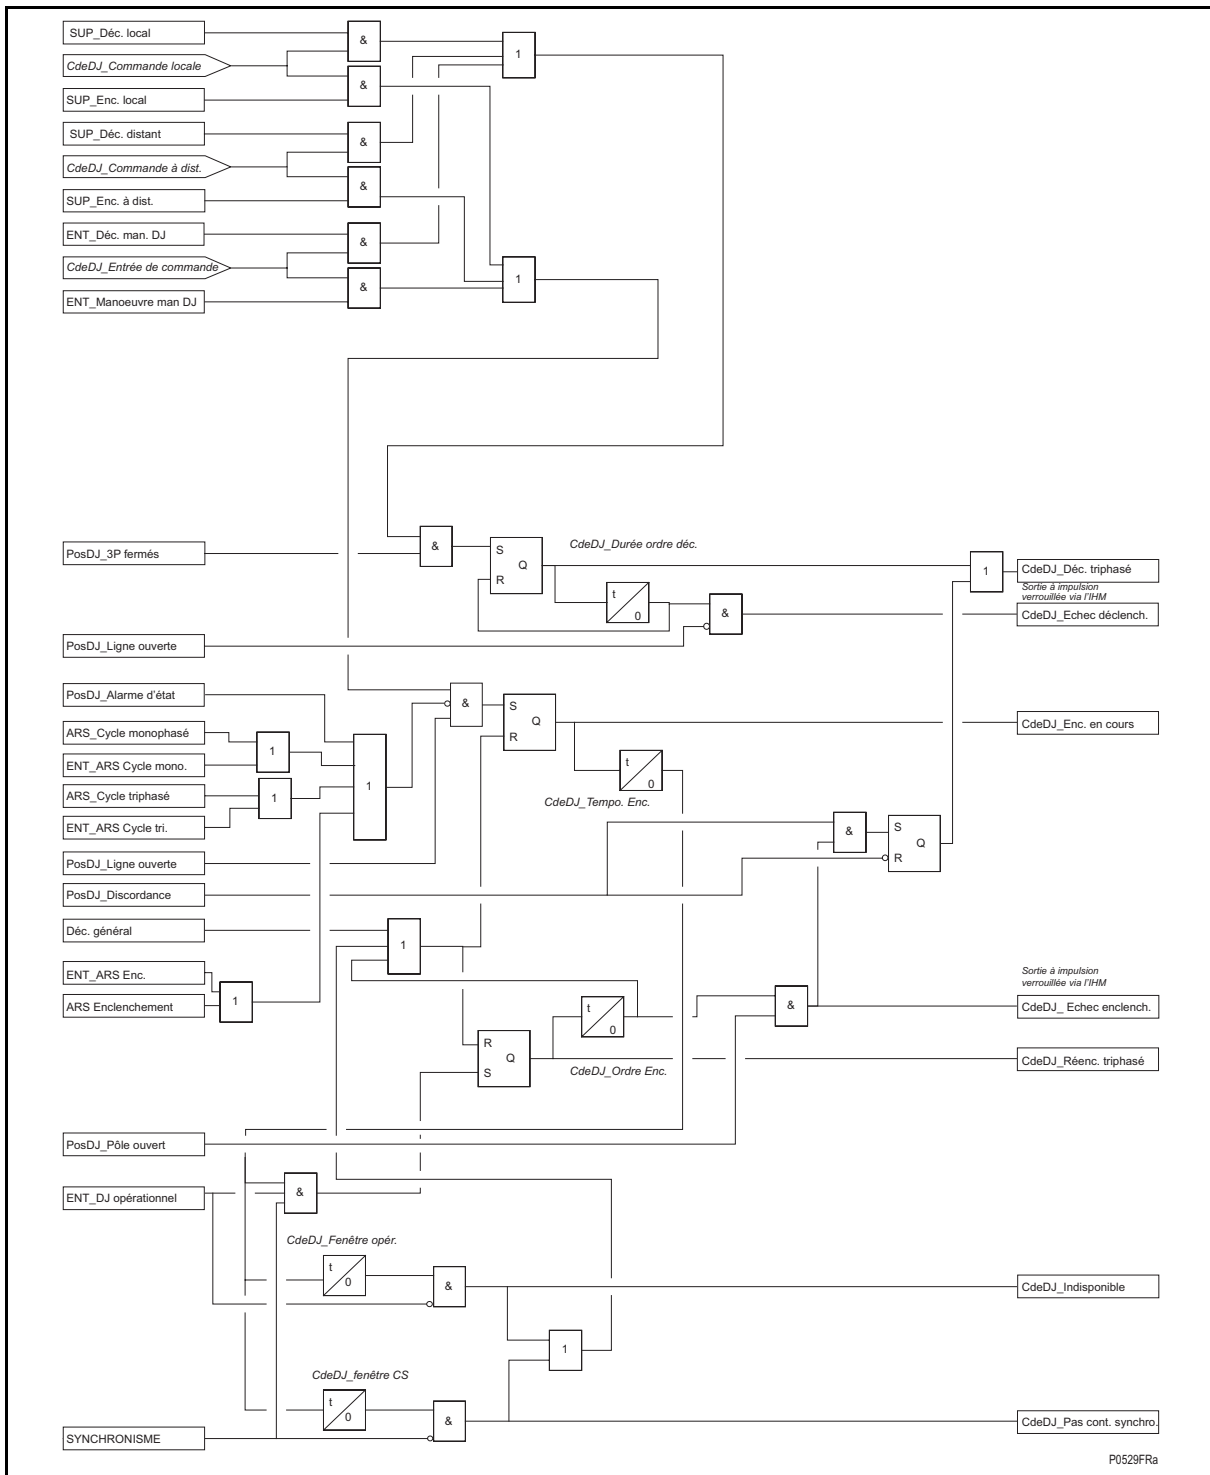 SUP_Déc. local
&
CdeDJ_Commande locale
1
&
SUP_Enc. local
SUP_Déc. distant
&
CdeDJ_Commande à dist.
&
SUP_Enc. à dist.
ENT_Déc. man. DJ
&
CdeDJ_Entrée de commande
1
&
ENT_Manoeuvre man DJ
CdeDJ_Durée ordre déc.
PosDJ_3P fermés
&
S
Q
R
1
CdeDJ_Déc. triphasé
Sortie à impulsion
verrouillée via l'IHM
t
0
&
CdeDJ_Echec déclench.
PosDJ_Ligne ouverte
PosDJ_Alarme d'état
&
S
Q
R
CdeDJ_Enc. en cours
ARS_Cycle monophasé
1
ENT_ARS Cycle mono.
t
0
ARS_Cycle triphasé
1
1
CdeDJ_Tempo. Enc.
ENT_ARS Cycle tri.
&
S
Q
R
PosDJ_Ligne ouverte
PosDJ_Discordance
Déc. général
1
ENT_ARS Enc.
1
ARS Enclenchement
Sortie à impulsion
verrouillée via l'IHM
t
0
&
CdeDJ_ Echec enclench.
R
Q
S
CdeDJ_Ordre Enc.
CdeDJ_Réenc. triphasé
PosDJ_Pôle ouvert
ENT_DJ opérationnel
&
CdeDJ_Fenêtre opér.
t
0
&
CdeDJ_Indisponible
1
CdeDJ_fenêtre CS
t
0
&
CdeDJ_Pas cont. synchro.
SYNCHRONISME
P0529FRa